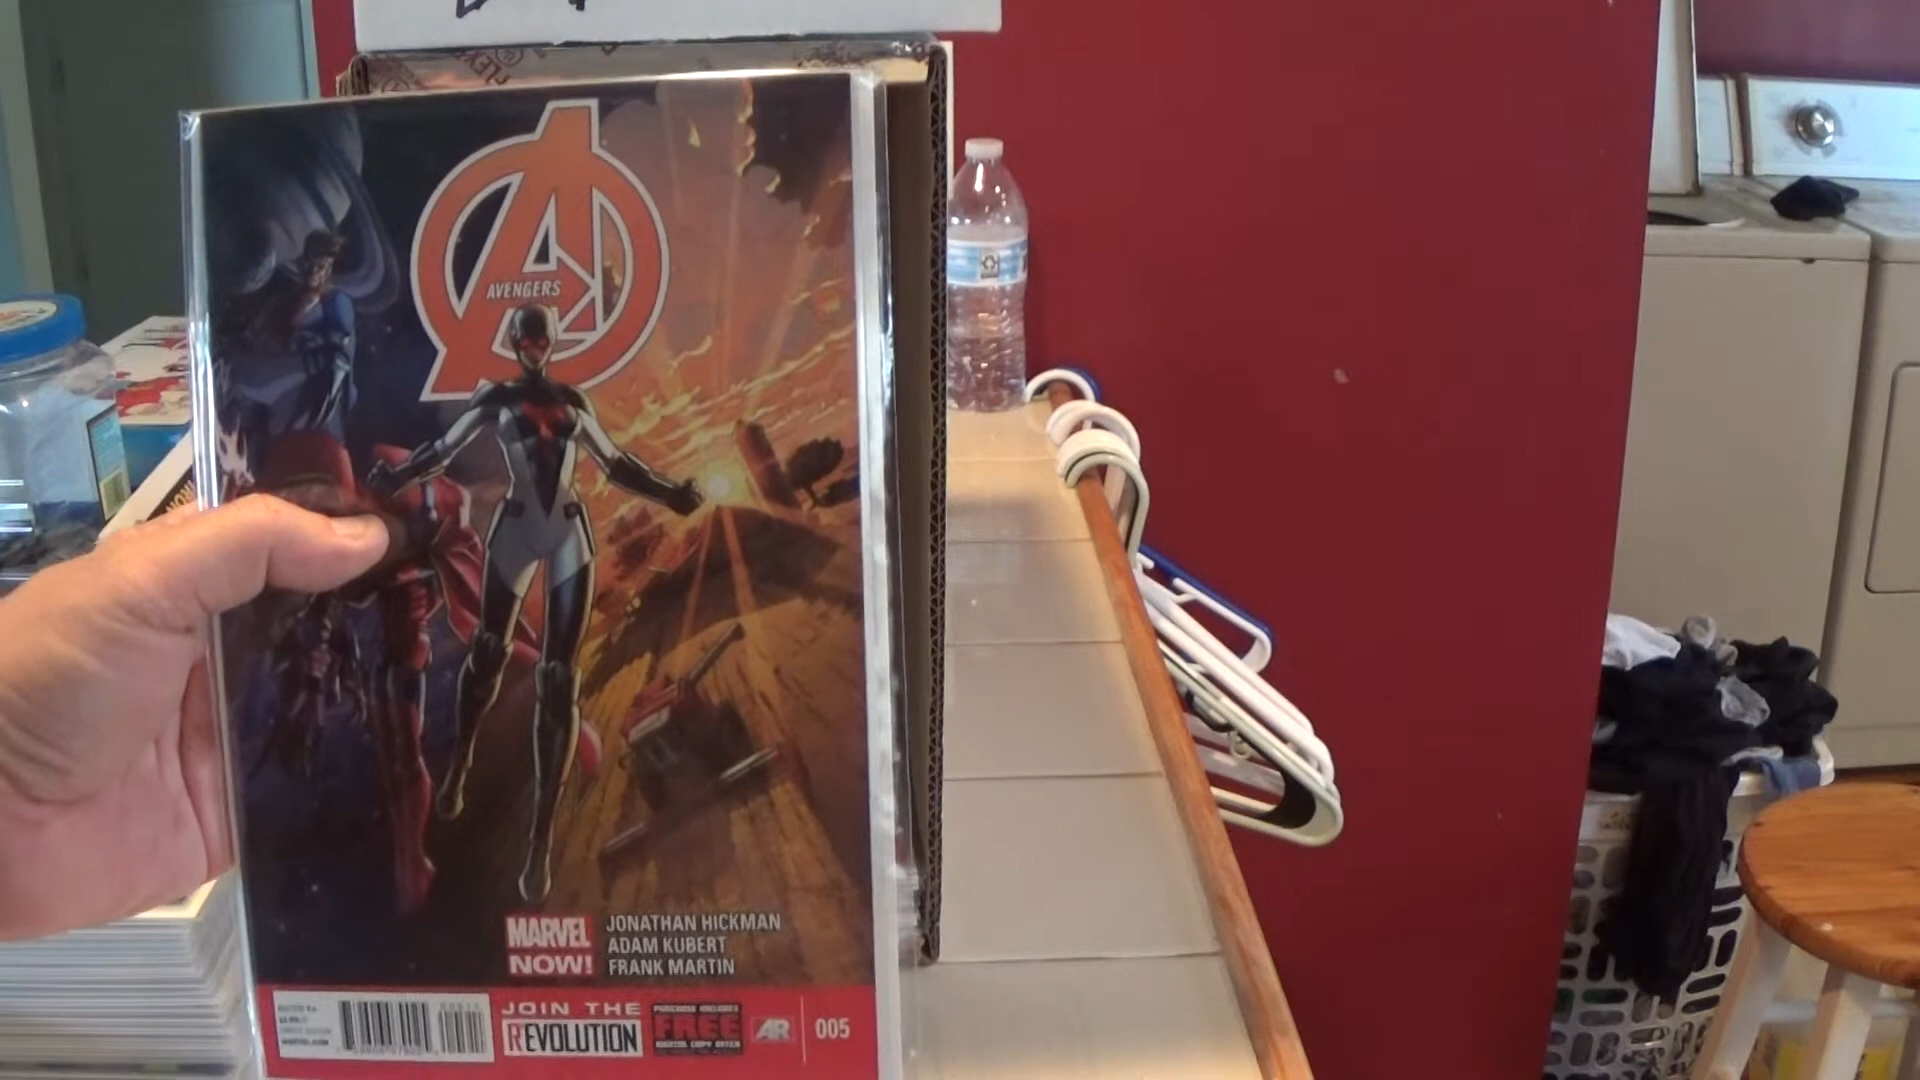 AVENGERS
MARVEL
NOW!
JONATHAN HICKMAN
ADAM KUBERT
FRANK MARTIN
JOIN THE
REVOLUTION
FREE
AR
005